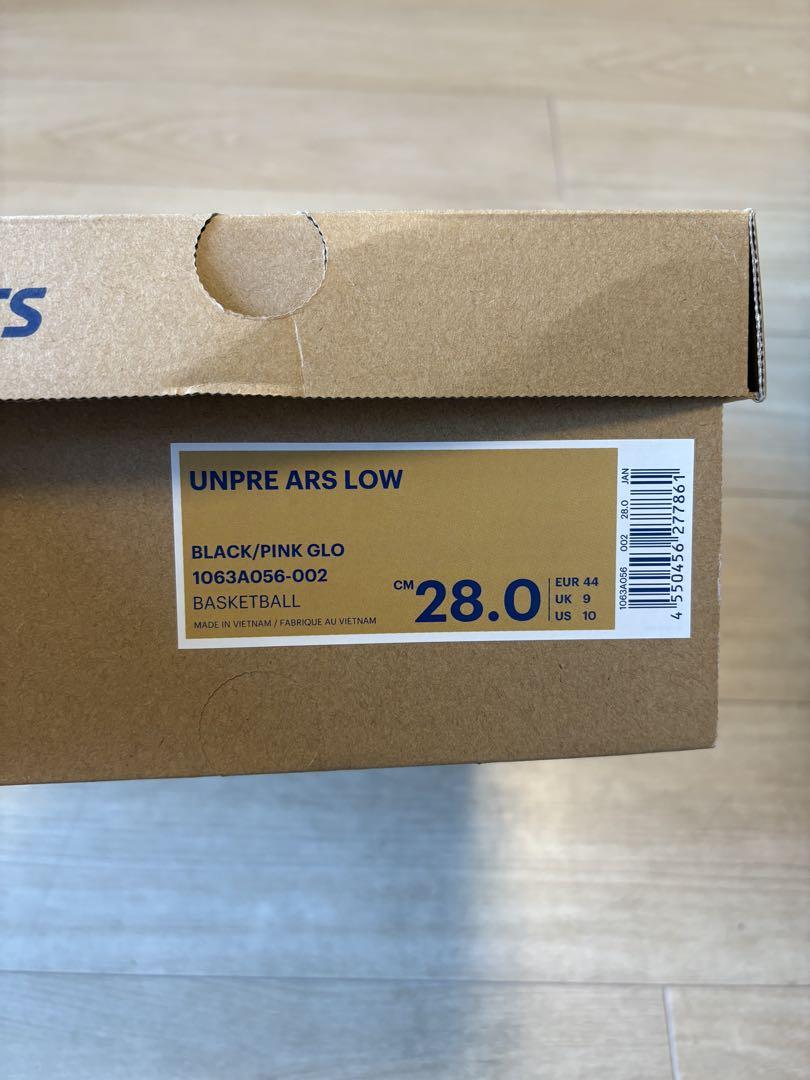 TS
UNPRE ARS LOW
BLACK/PINK GLO
1063A056-002
BASKETBALL
MADE IN VIETNAM / FABRIQUE AU VIETNAM
CM 28.0
EUR 44
UK 9
US 10
1063A056 002 28.0 JAN
4 550456 277861